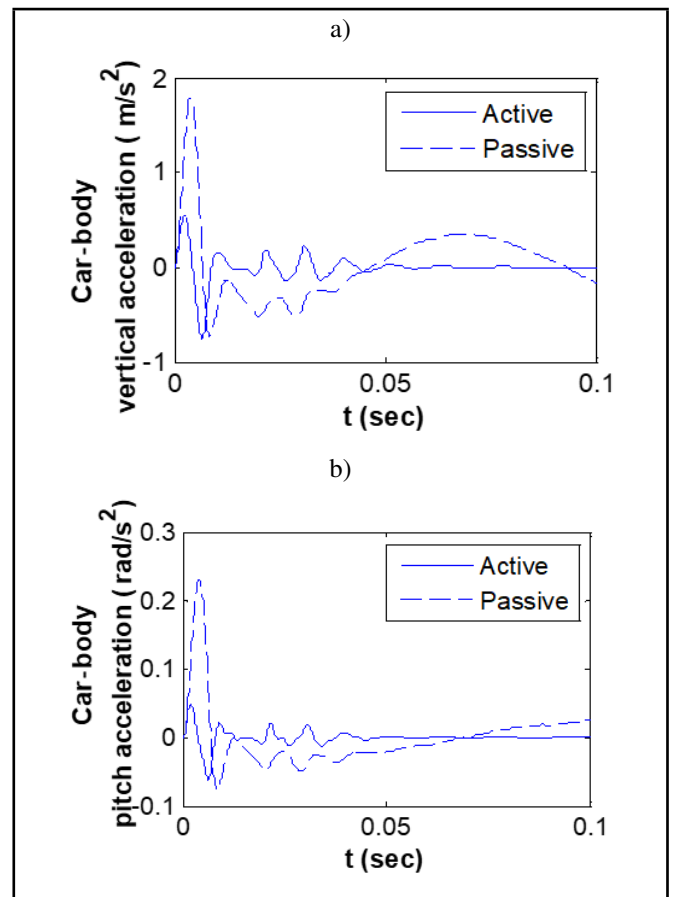 a)
Car-body
vertical acceleration ( m/s²)
2
1
0
-1
Active
Passive
0
0.05
0.1
t (sec)
b)
Car-body
pitch acceleration (rad/s²)
0.3
0.2
0.1
0
-0.1
Active
Passive
0
0.05
0.1
t (sec)